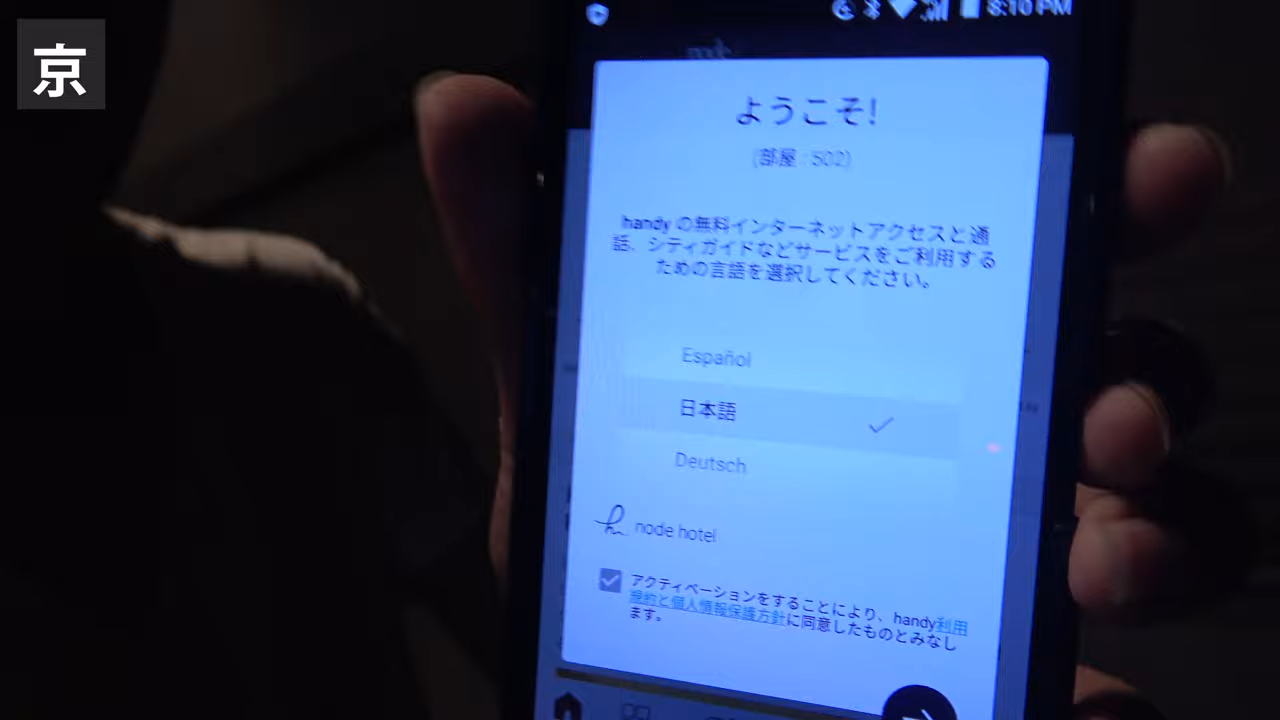 京
8:10 PM
ようこそ!
(部屋 : 502)
handy の無料インターネットアクセスと通
話、シティガイドなどサービスをご利用する
ための言語を選択してください。
Español
日本語
Deutsch
node hotel
アクティベーションをすることにより、handy利用
規約と個人情報保護方針に同意したものとみなし
ます。